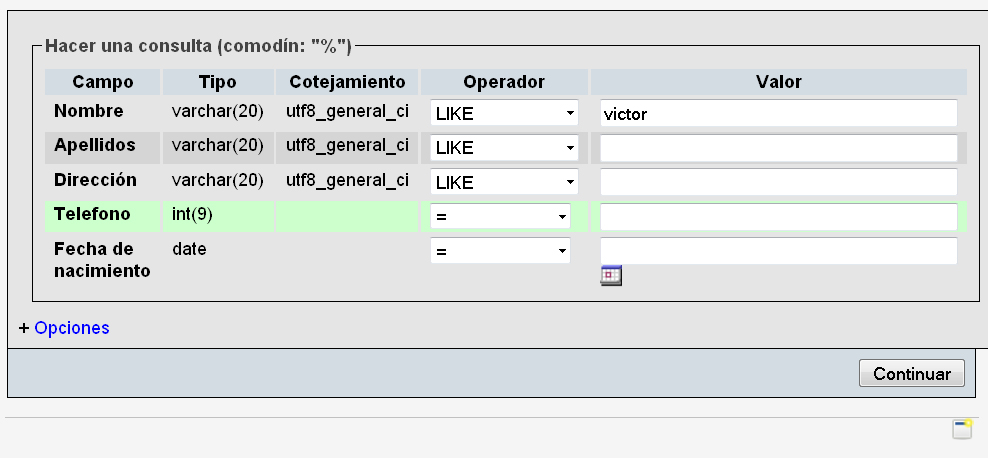 Hacer una consulta (comodín: "%")
Campo Tipo Cotejamiento Operador Valor
Nombre varchar(20) utf8_general_ci LIKE victor
Apellidos varchar(20) utf8_general_ci LIKE
Dirección varchar(20) utf8_general_ci LIKE
Telefono int(9) =
Fecha de nacimiento date =
+ Opciones
Continuar